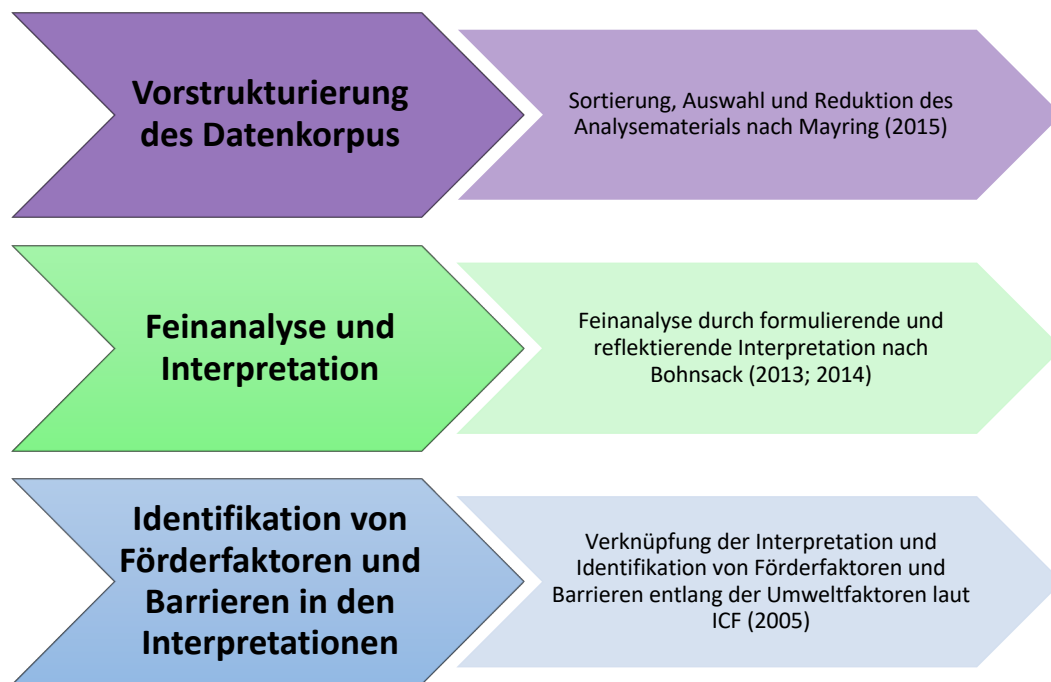 Vorstrukturierung
des Datenkorpus
Sortierung, Auswahl und Reduktion des
Analysematerials nach Mayring (2015)
Feinanalyse und
Interpretation
Feinanalyse durch formulierende und
reflektierende Interpretation nach
Bohnsack (2013; 2014)
Identifikation von
Förderfaktoren und
Barrieren in den
Interpretationen
Verknüpfung der Interpretation und
Identifikation von Förderfaktoren und
Barrieren entlang der Umweltfaktoren laut
ICF (2005)